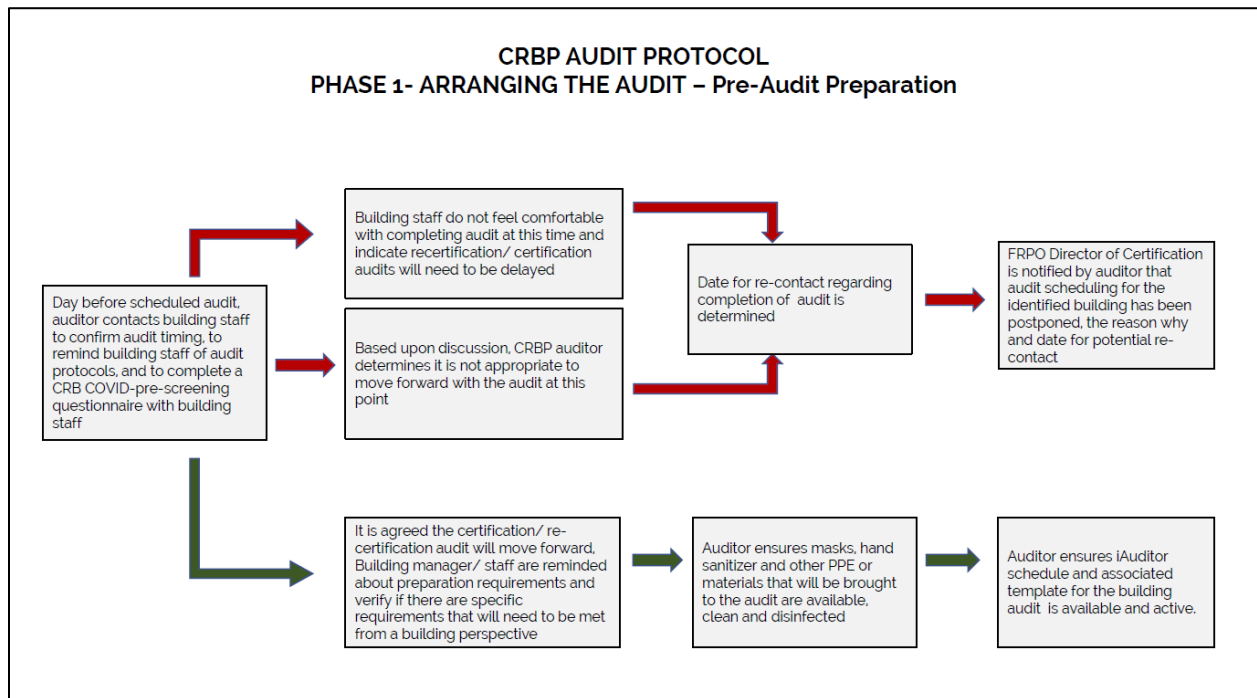 CRBP AUDIT PROTOCOL
PHASE 1- ARRANGING THE AUDIT – Pre-Audit Preparation
Day before scheduled audit,
auditor contacts building staff
to confirm audit timing, to
remind building staff of audit
protocols, and to complete a
CRB COVID-pre-screening
questionnaire with building
staff
Building staff do not feel comfortable
with completing audit at this time and
indicate recertification/ certification
audits will need to be delayed
Based upon discussion, CRBP auditor
determines it is not appropriate to
move forward with the audit at this
point
Date for re-contact regarding
completion of audit is
determined
FRPO Director of Certification
is notified by auditor that
audit scheduling for the
identified building has been
postponed, the reason why
and date for potential re-
contact
It is agreed the certification/ re-
certification audit will move forward,
Building manager/ staff are reminded
about preparation requirements and
verify if there are specific
requirements that will need to be met
from a building perspective
Auditor ensures masks, hand
sanitizer and other PPE or
materials that will be brought
to the audit are available,
clean and disinfected
Auditor ensures iAuditor
schedule and associated
template for the building
audit is available and active.